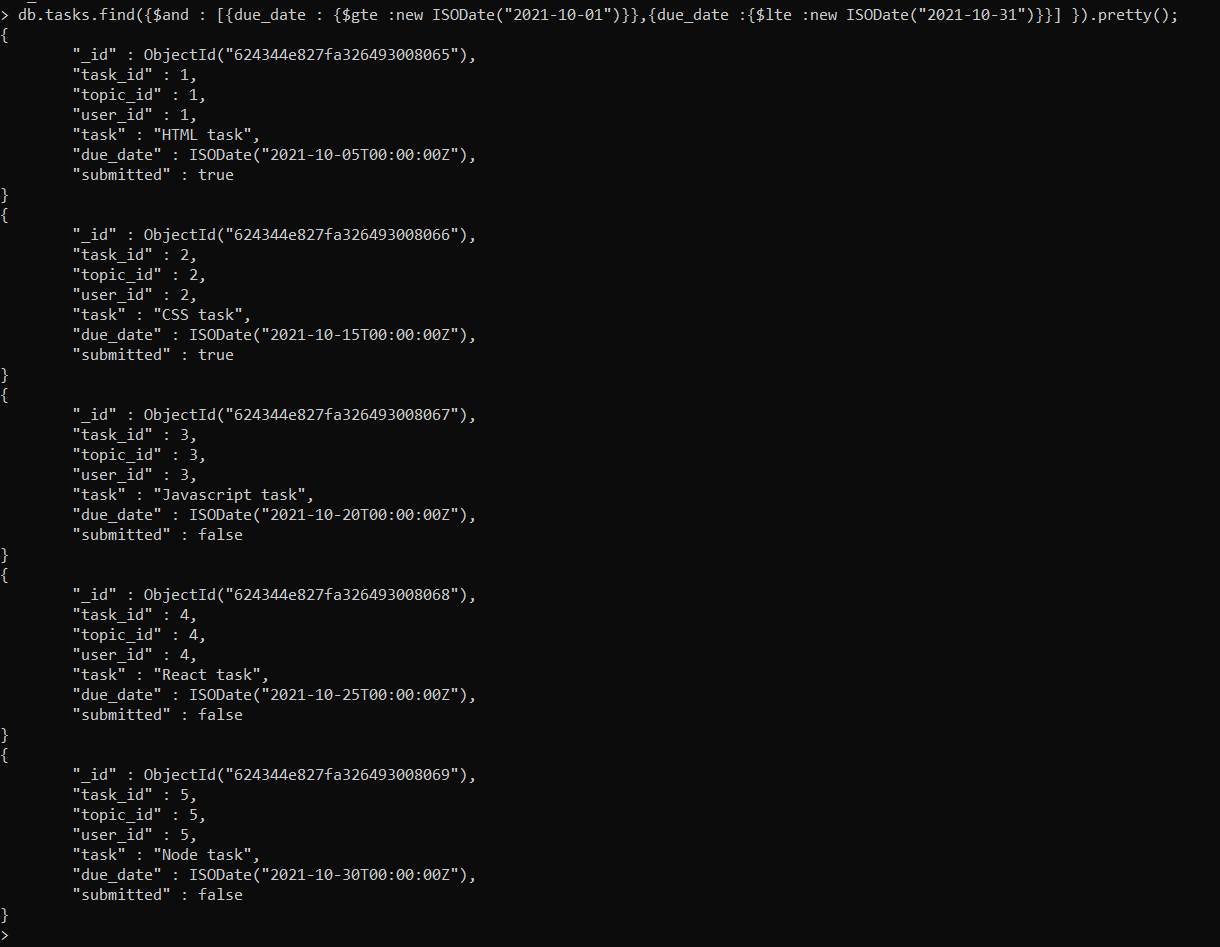 > db.tasks.find({$and : [{due_date : {$gte :new ISODate("2021-10-01")}},{due_date :{$lte :new ISODate("2021-10-31")}}] }).pretty();
{
        "_id" : ObjectId("624344e827fa326493008065"),
        "task_id" : 1,
        "topic_id" : 1,
        "user_id" : 1,
        "task" : "HTML task",
        "due_date" : ISODate("2021-10-05T00:00:00Z"),
        "submitted" : true
}
{
        "_id" : ObjectId("624344e827fa326493008066"),
        "task_id" : 2,
        "topic_id" : 2,
        "user_id" : 2,
        "task" : "CSS task",
        "due_date" : ISODate("2021-10-15T00:00:00Z"),
        "submitted" : true
}
{
        "_id" : ObjectId("624344e827fa326493008067"),
        "task_id" : 3,
        "topic_id" : 3,
        "user_id" : 3,
        "task" : "Javascript task",
        "due_date" : ISODate("2021-10-20T00:00:00Z"),
        "submitted" : false
}
{
        "_id" : ObjectId("624344e827fa326493008068"),
        "task_id" : 4,
        "topic_id" : 4,
        "user_id" : 4,
        "task" : "React task",
        "due_date" : ISODate("2021-10-25T00:00:00Z"),
        "submitted" : false
}
{
        "_id" : ObjectId("624344e827fa326493008069"),
        "task_id" : 5,
        "topic_id" : 5,
        "user_id" : 5,
        "task" : "Node task",
        "due_date" : ISODate("2021-10-30T00:00:00Z"),
        "submitted" : false
}
>